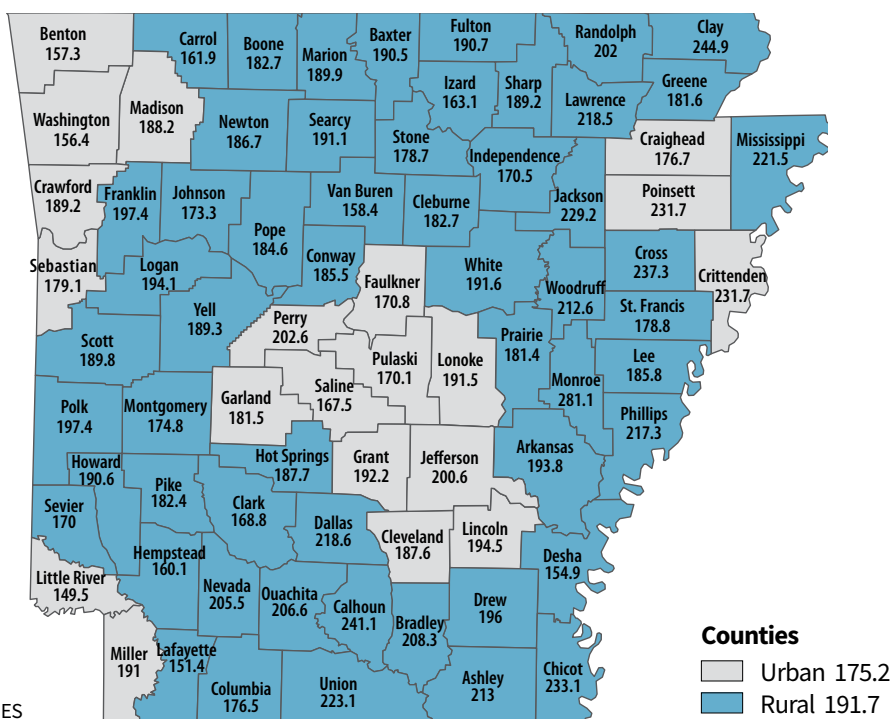 Benton
157.3
Carrol
161.9
Boone
182.7
Marion
189.9
Baxter
190.5
Fulton
190.7
Randolph
202
Clay
244.9
Washington
156.4
Madison
188.2
Newton
186.7
Searcy
191.1
Stone
178.7
Izard
163.1
Sharp
189.2
Lawrence
218.5
Greene
181.6
Independence
170.5
Craighead
176.7
Mississippi
221.5
Crawford
189.2
Franklin
197.4
Johnson
173.3
Pope
184.6
Van Buren
158.4
Cleburne
182.7
Jackson
229.2
Poinsett
231.7
Sebastian
179.1
Logan
194.1
Yell
189.3
Conway
185.5
Faulkner
170.8
White
191.6
Woodruff
212.6
Cross
237.3
Crittenden
231.7
St. Francis
178.8
Scott
189.8
Perry
202.6
Pulaski
170.1
Lonoke
191.5
Prairie
181.4
Lee
185.8
Monroe
281.1
Phillips
217.3
Polk
197.4
Montgomery
174.8
Garland
181.5
Saline
167.5
Hot Springs
187.7
Grant
192.2
Jefferson
200.6
Arkansas
193.8
Howard
190.6
Pike
182.4
Clark
168.8
Sevier
170
Dallas
218.6
Cleveland
187.6
Lincoln
194.5
Desha
154.9
Hempstead
160.1
Little River
149.5
Nevada
205.5
Ouachita
206.6
Calhoun
241.1
Bradley
208.3
Drew
196
Miller
191
Lafayette
151.4
Columbia
176.5
Union
223.1
Ashley
213
Chicot
233.1
Counties
Urban 175.2
Rural 191.7
ES